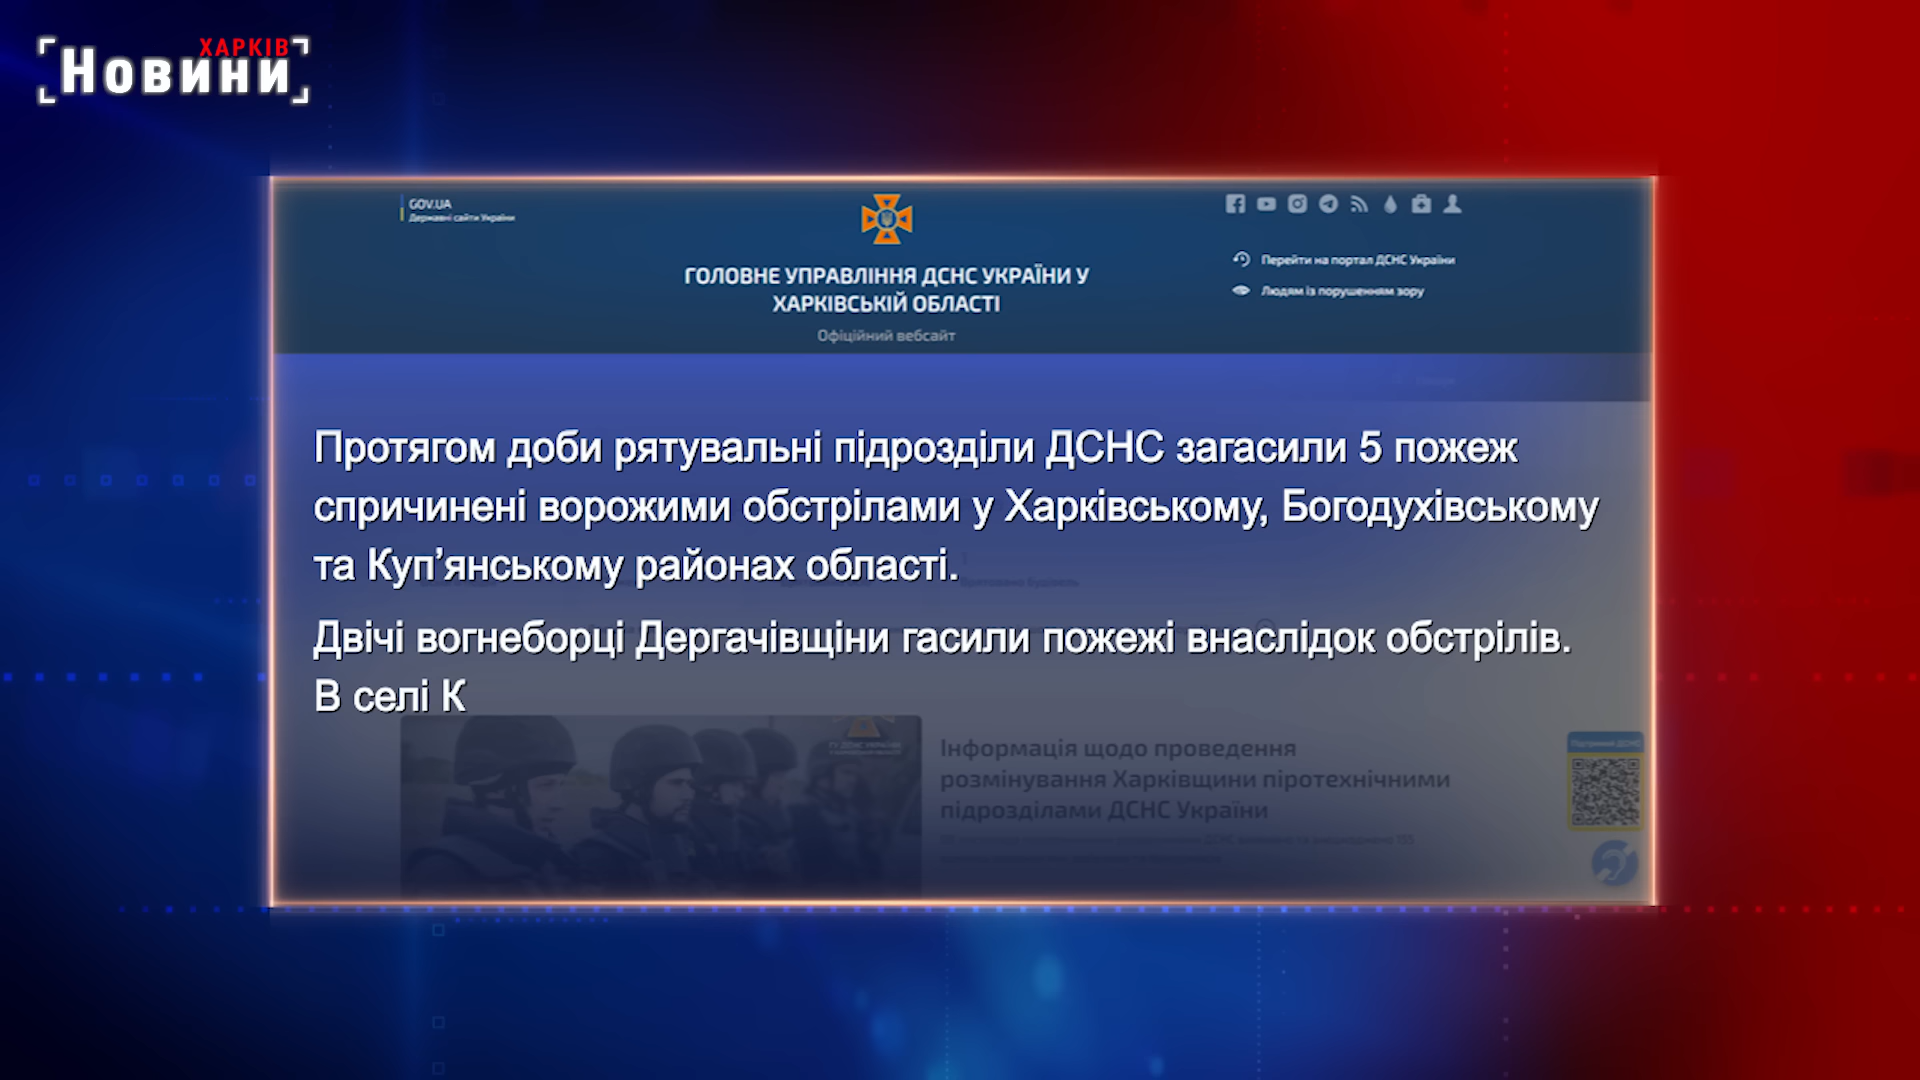 ХАРКІВ
Новини
GOV.UA
Державні сайти України
ГОЛОВНЕ УПРАВЛІННЯ ДСНС УКРАЇНИ У
ХАРКІВСЬКІЙ ОБЛАСТІ
Офіційний вебсайт
Перейти на портал ДСНС України
Людям із порушенням зору
Протягом доби рятувальні підрозділи ДСНС загасили 5 пожеж
спричинені ворожими обстрілами у Харківському, Богодухівському
та Куп’янському районах області.
Двічі вогнеборці Дергачівщіни гасили пожежі внаслідок обстрілів.
В селі К
Інформація щодо проведення
розмінування Харківщини піротехнічними
підрозділами ДСНС України